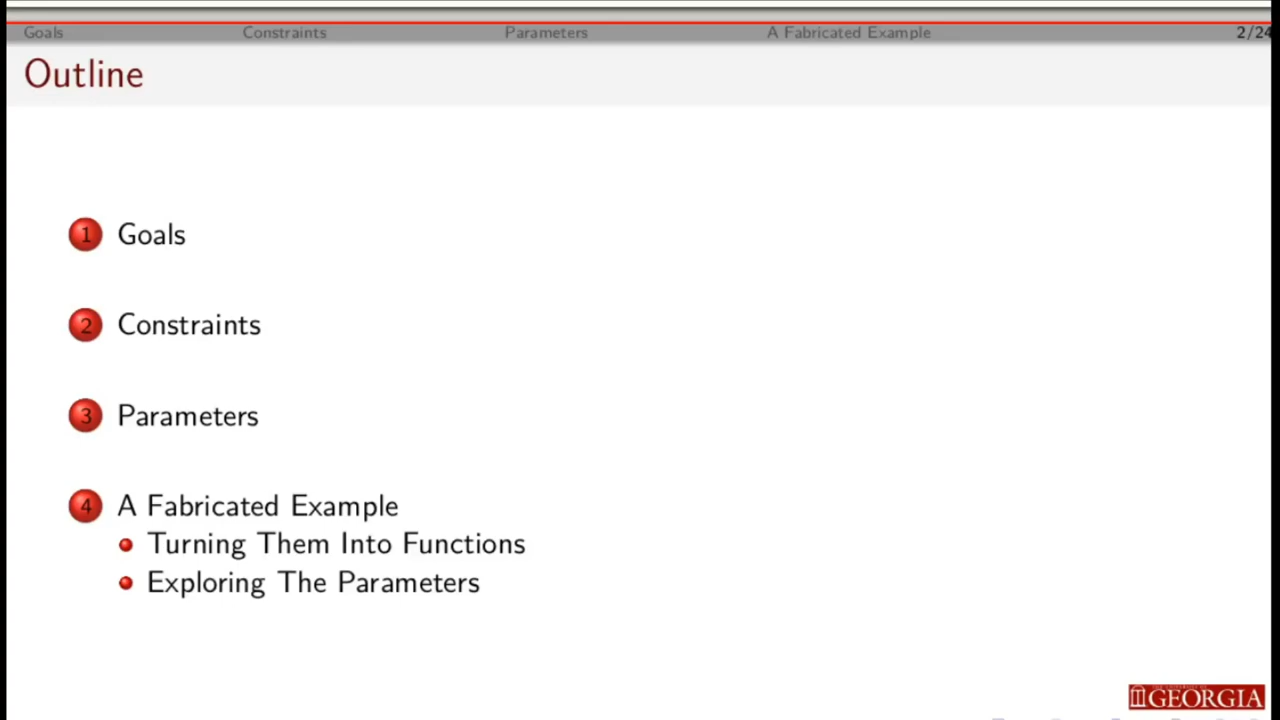 Goals Constraints Parameters A Fabricated Example 2/24
Outline
1 Goals
2 Constraints
3 Parameters
4 A Fabricated Example
Turning Them Into Functions
Exploring The Parameters
GEORGIA